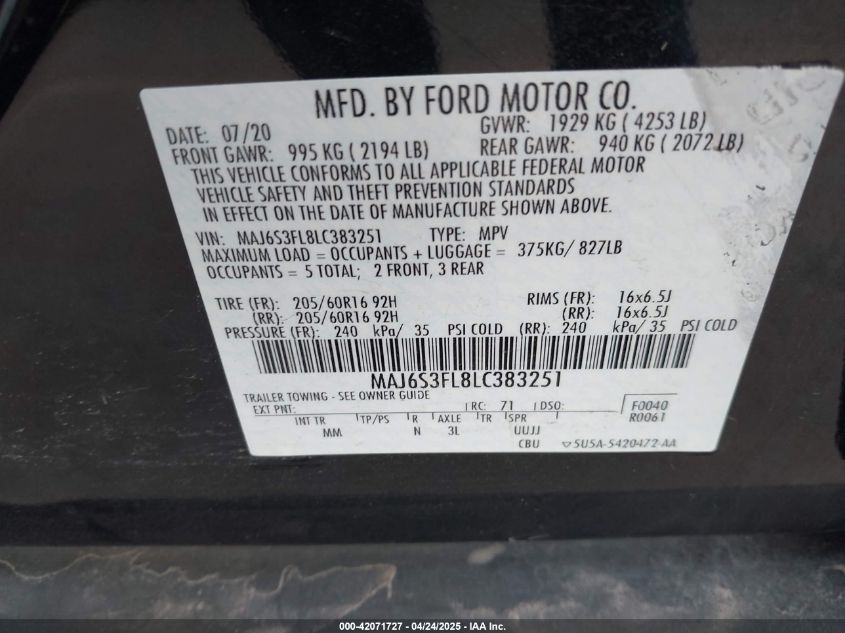 MFD. BY FORD MOTOR CO.
DATE: 07/20 GVWR: 1929 KG ( 4253 LB)
FRONT GAWR: 995 KG ( 2194 LB) REAR GAWR: 940 KG ( 2072 LB)
THIS VEHICLE CONFORMS TO ALL APPLICABLE FEDERAL MOTOR
VEHICLE SAFETY AND THEFT PREVENTION STANDARDS
IN EFFECT ON THE DATE OF MANUFACTURE SHOWN ABOVE.
VIN: MAJ6S3FL8LC383251 TYPE: MPV
MAXIMUM LOAD = OCCUPANTS + LUGGAGE = 375KG/ 827LB
OCCUPANTS = 5 TOTAL; 2 FRONT, 3 REAR
TIRE (FR): 205/60R16 92H RIMS (FR): 16x6.5J
(RR): 205/60R16 92H (RR): 16x6.5J
PRESSURE (FR): 240 kPa/ 35 PSI COLD (RR): 240 kPa/ 35 PSI COLD
MAJ6S3FL8LC383251
TRAILER TOWING - SEE OWNER GUIDE
EXT PNT: RC: 71 DSO: F0040
R0061
INT TR TP/PS R AXLE TR SPR
MM N 3L UUJJ
CBU 5U5A-5420472-AA
000-42071727 - 04/24/2025 - IAA Inc.